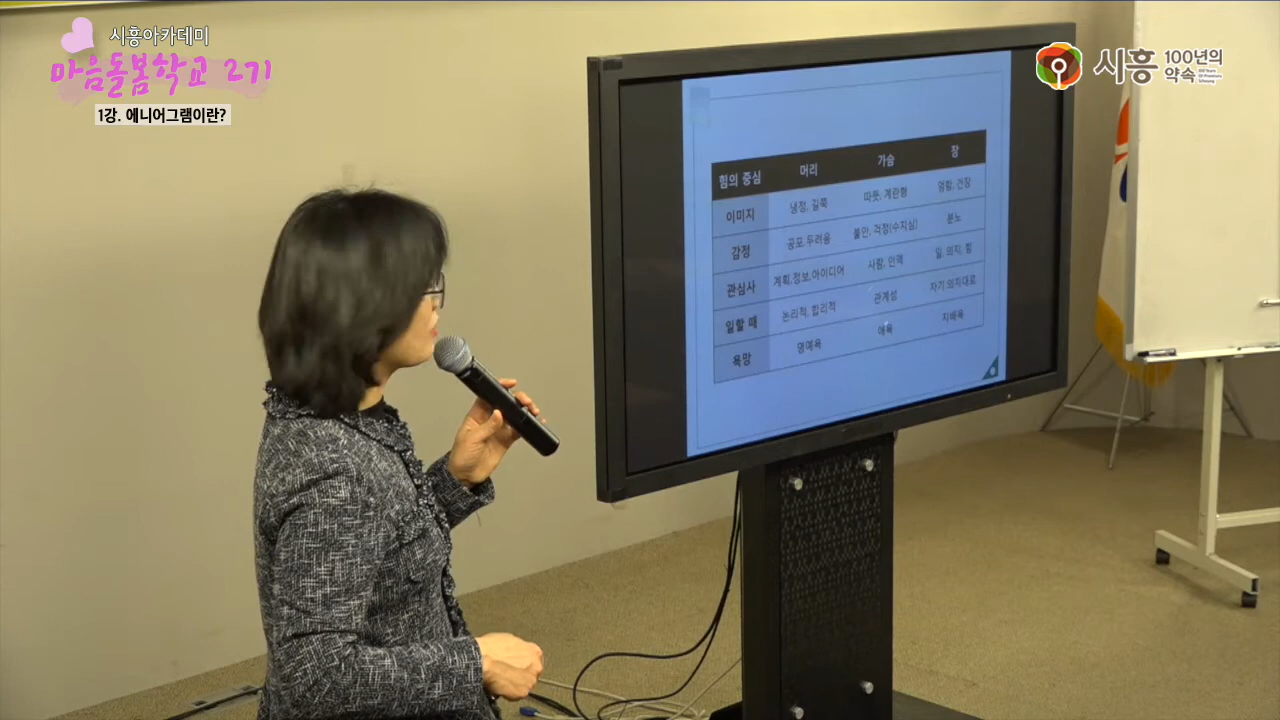 시흥아카데미
마음돌봄학교 2기
1강. 에니어그램이란?
시흥 100년의 약속
힘의 중심 머리 가슴 장
이미지 냉정, 길쭉 따뜻, 계란형 엄함, 건장
감정 공포 두려움 불안, 걱정(수치심) 분노
관심사 계획,정보,아이디어 사람, 인맥 일, 의지, 힘
일할 때 논리적, 합리적 관계성 자기 의지대로
욕망 명예욕 애욕 지배욕